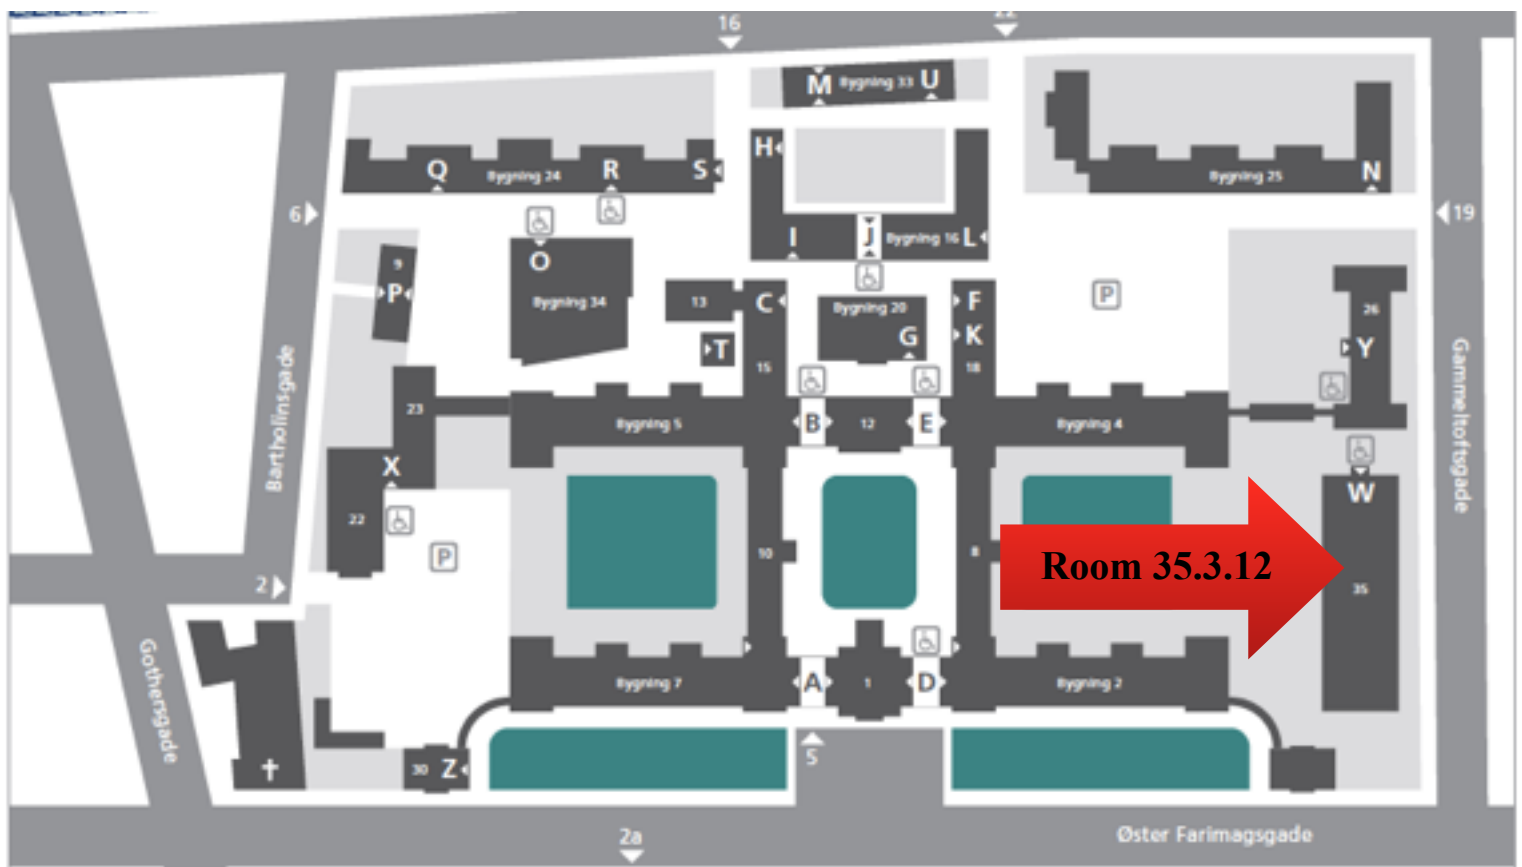 16
22
M Bygning 33 U
H
Q Bygning 24 R S
Bygning 25 N
6
19
I J Bygning 16 L
O
9
P
Bygning 34
13
C
Bygning 20
F
P
26
G
K
T
Y
15
18
Gammeltoftsgade
Bartholinsgade
23
Bygning 5
B
12
E
Bygning 4
X
W
22
P
10
8
Room 35.3.12
2
35
Gothersgade
Bygning 7
A
1
D
Bygning 2
5
30 Z
2a
Øster Farimagsgade